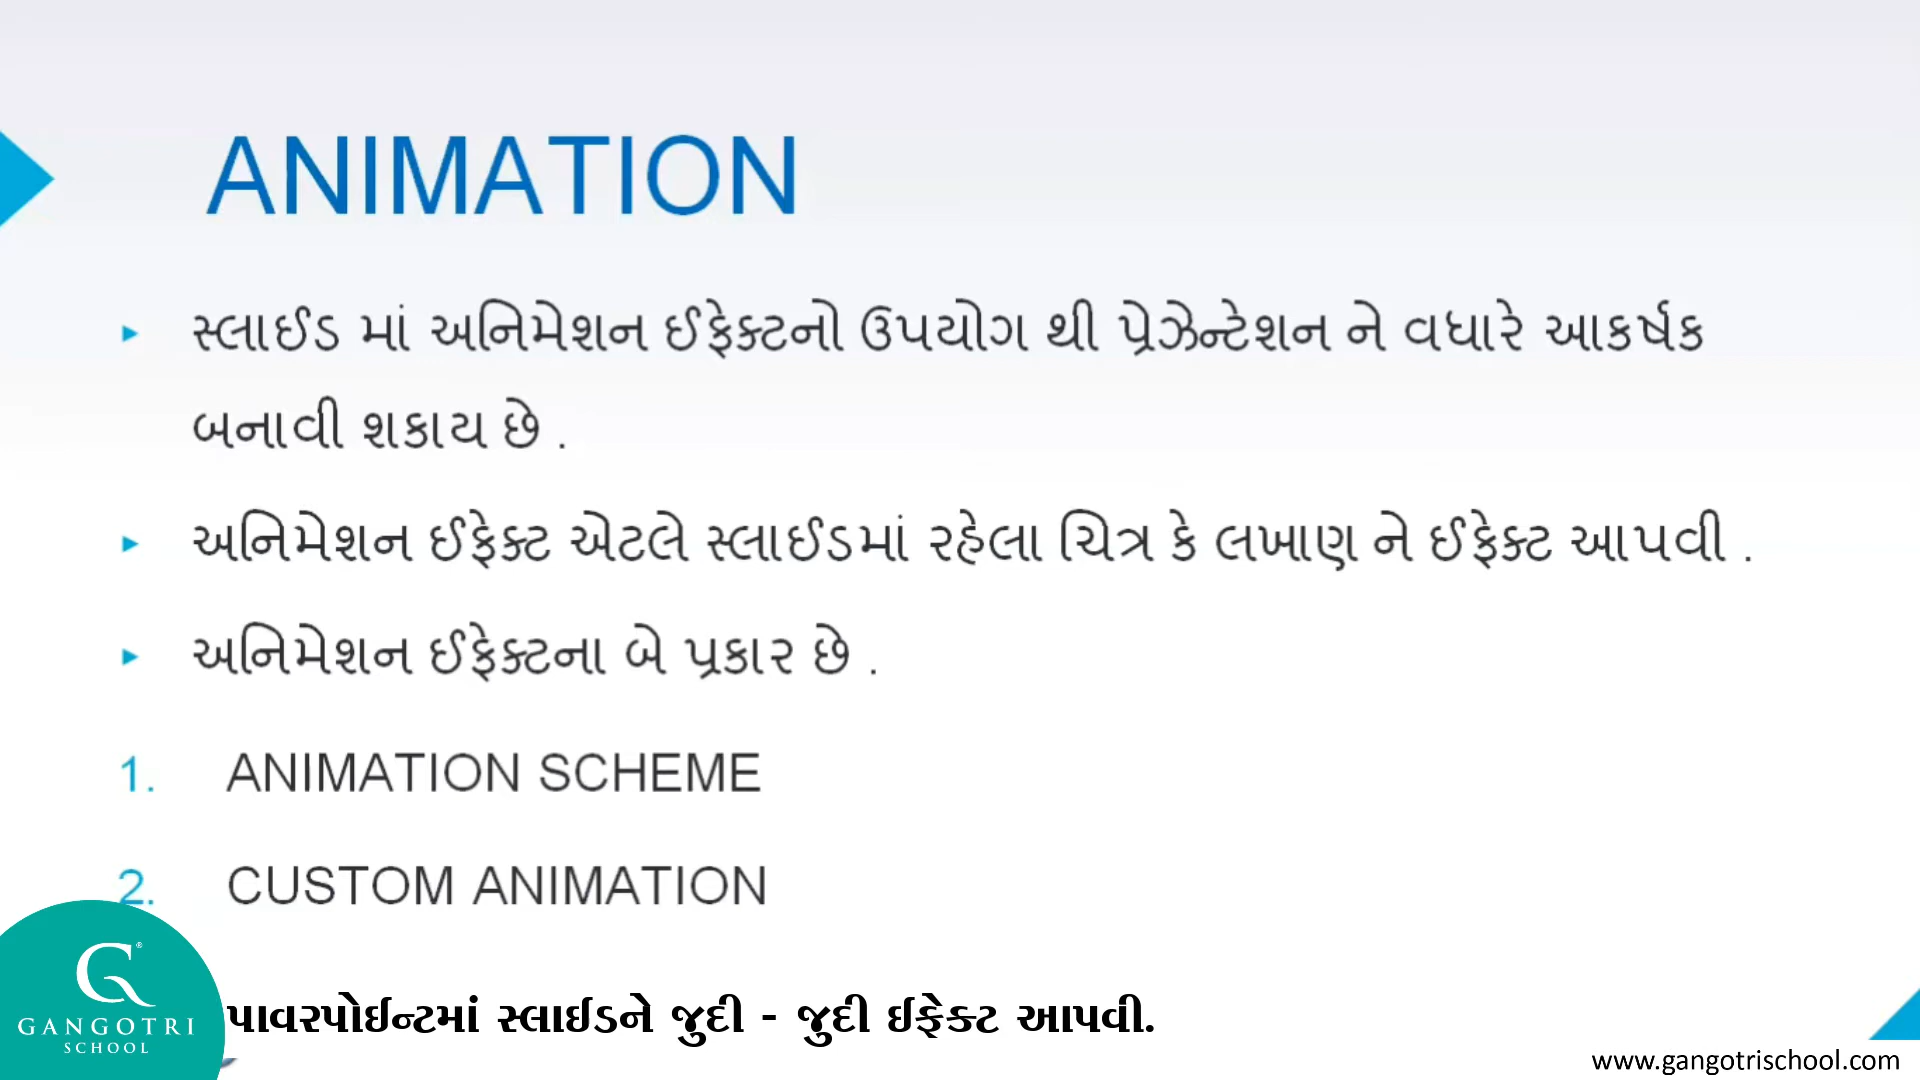 ANIMATION
▸ સ્લાઈડ માં અનિમેશન ઈફેક્ટનો ઉપયોગ થી પ્રેઝેન્ટેશન ને વધારે આકર્ષક
બનાવી શકાય છે .
▸ અનિમેશન ઈફેક્ટ એટલે સ્લાઈડમાં રહેલા ચિત્ર કે લખાણ ને ઈફેક્ટ આપવી .
▸ અનિમેશન ઈફેક્ટના બે પ્રકાર છે .
1. ANIMATION SCHEME
2. CUSTOM ANIMATION
પાવરપોઈન્ટમાં સ્લાઈડને જુદી - જુદી ઈફેક્ટ આપવી.
G®
GANGOTRI
SCHOOL
www.gangotrischool.com